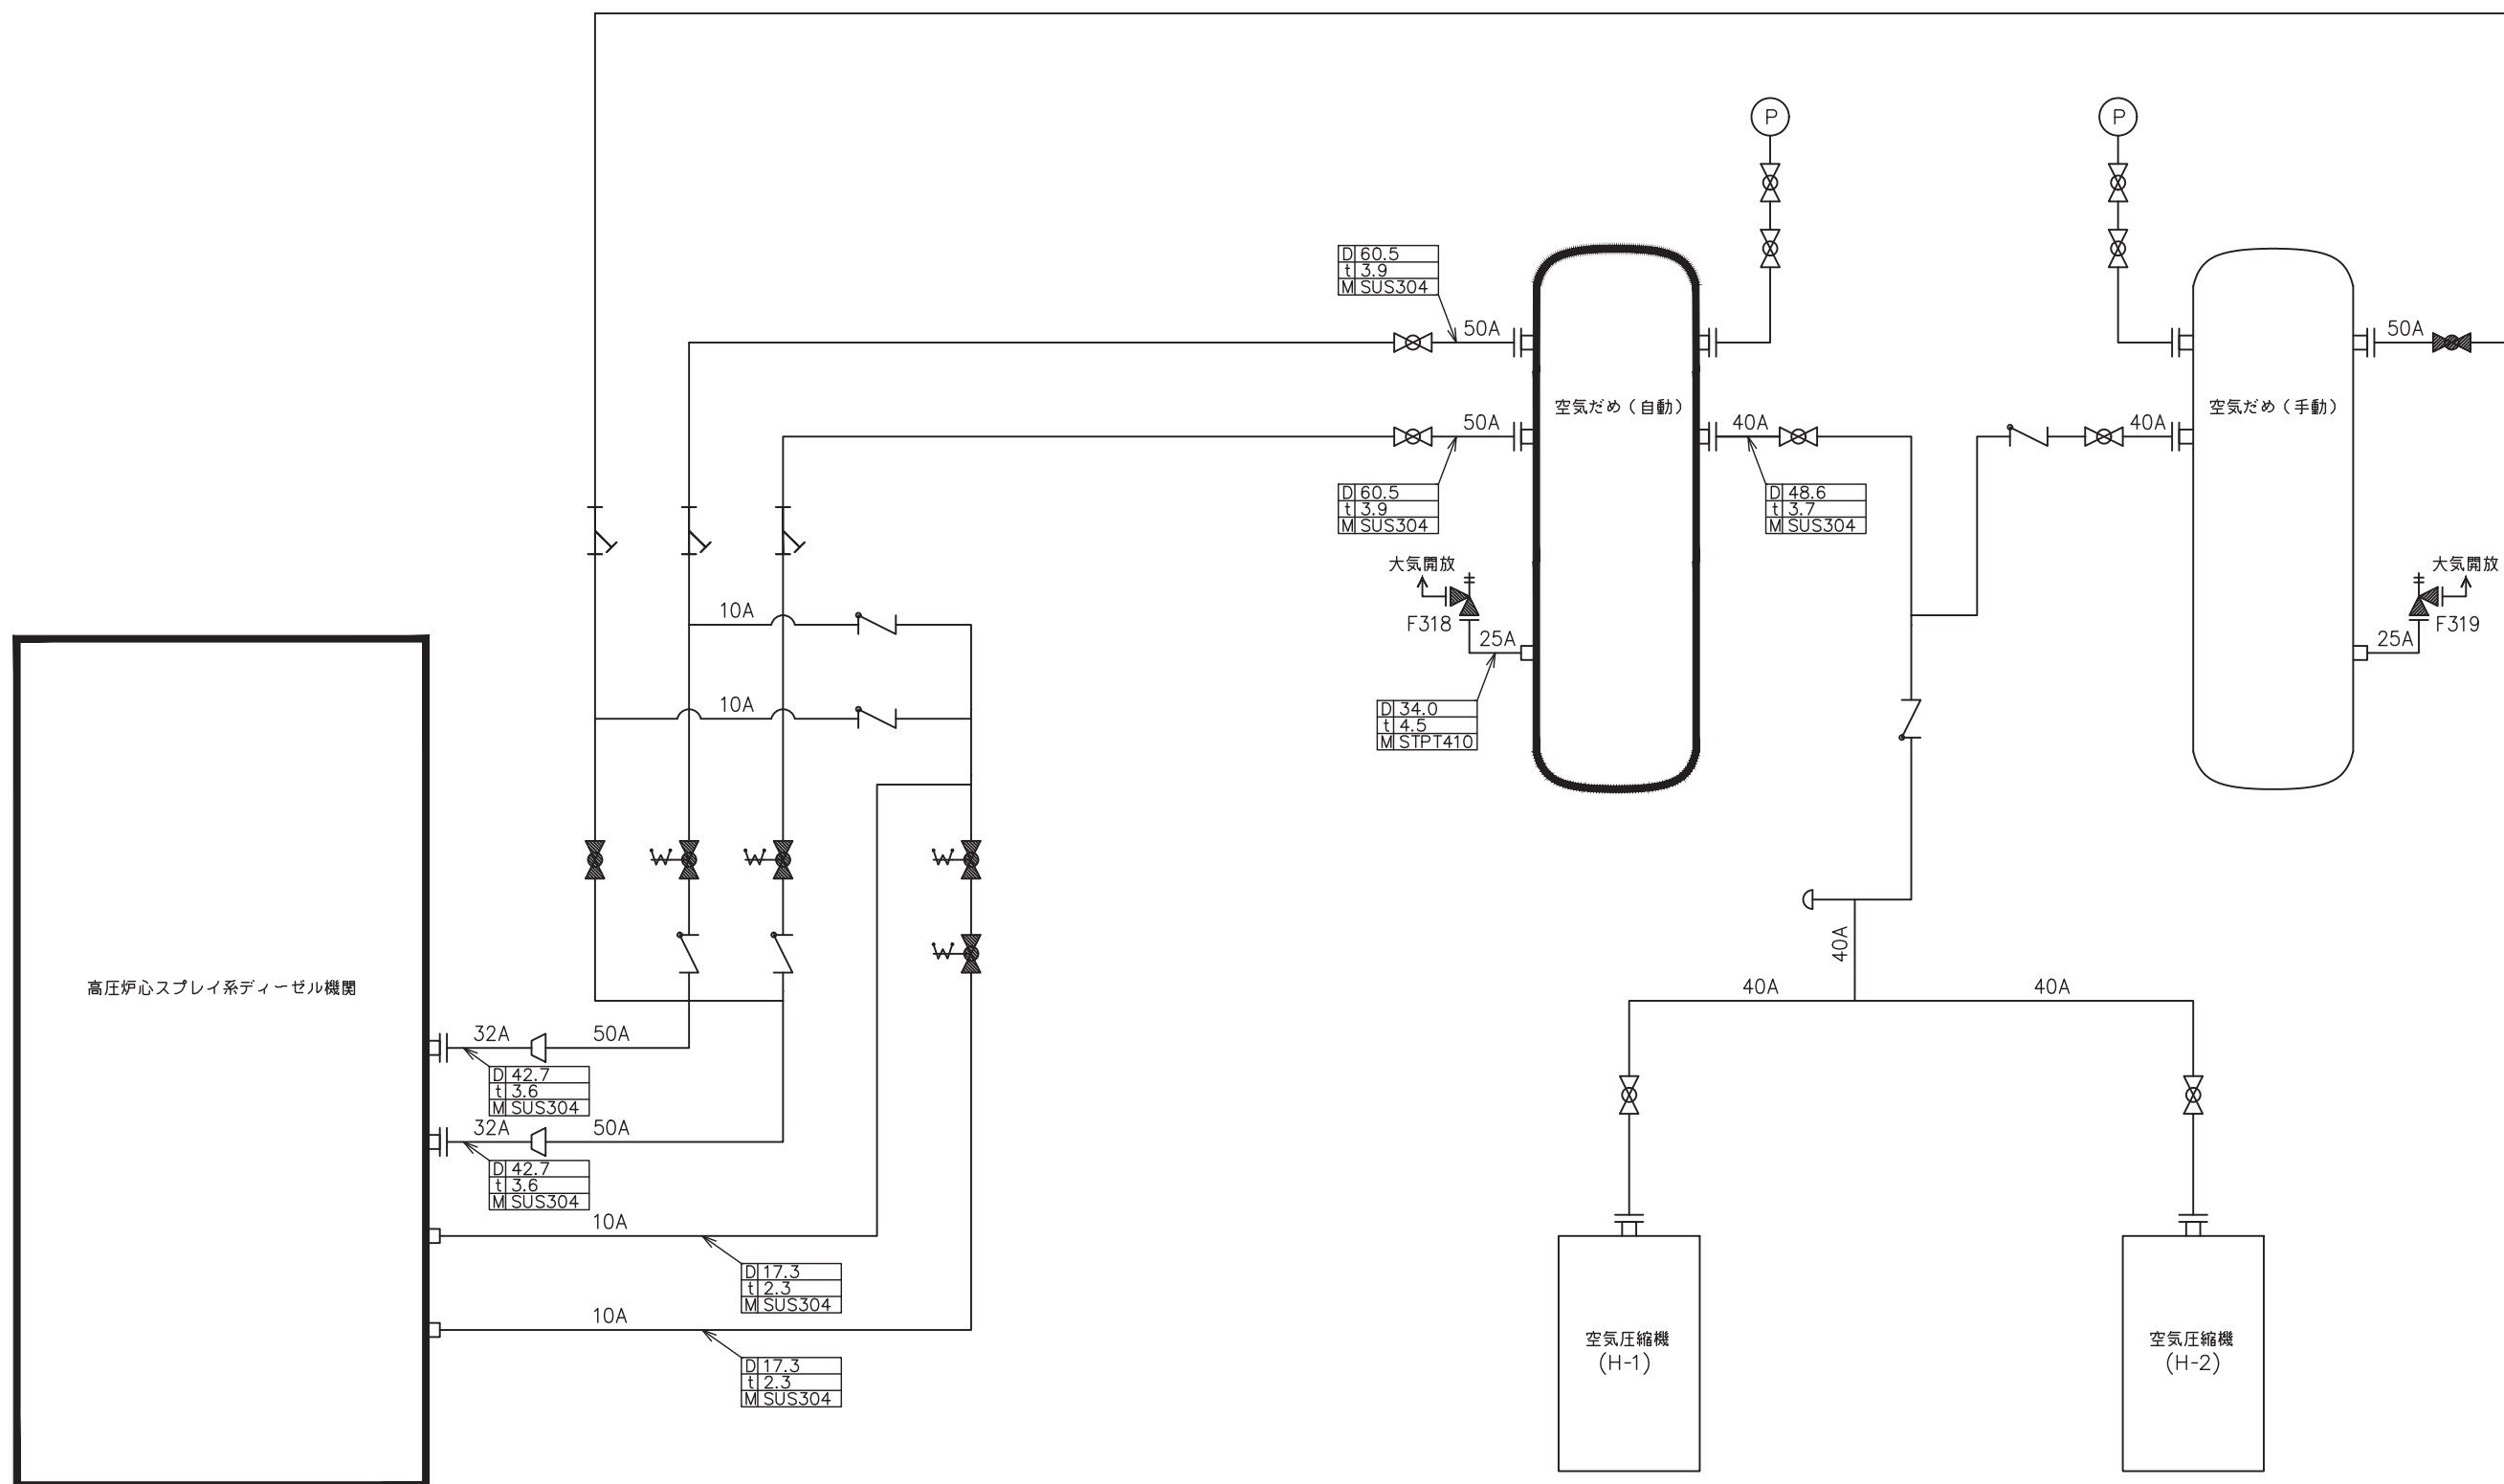 P
P
D 60.5
t 3.9
M SUS304
50A
50A
空気だめ（自動）
空気だめ（手動）
50A
40A
40A
D 60.5
t 3.9
M SUS304
D 48.6
t 3.7
M SUS304
大気開放
大気開放
F318
F319
10A
25A
25A
10A
D 34.0
t 4.5
M STPT410
40A
高圧炉心スプレイ系ディーゼル機関
40A
40A
32A
50A
D 42.7
t 3.6
M SUS304
32A
50A
D 42.7
t 3.6
M SUS304
10A
D 17.3
t 2.3
M SUS304
10A
D 17.3
t 2.3
M SUS304
空気圧縮機
(H-1)
空気圧縮機
(H-2)